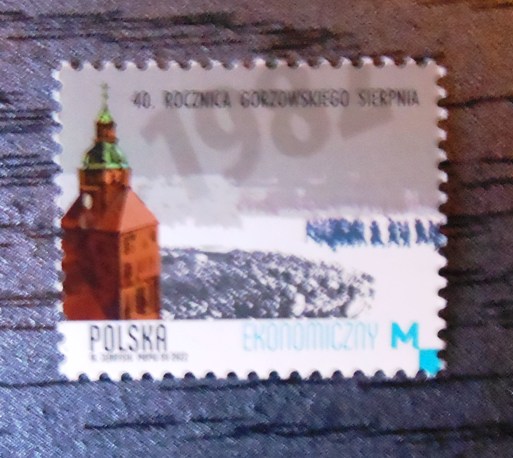 40. ROCZNICA GORZOWSKIEGO SIERPNIA
1982
POLSKA
EKONOMICZNY M